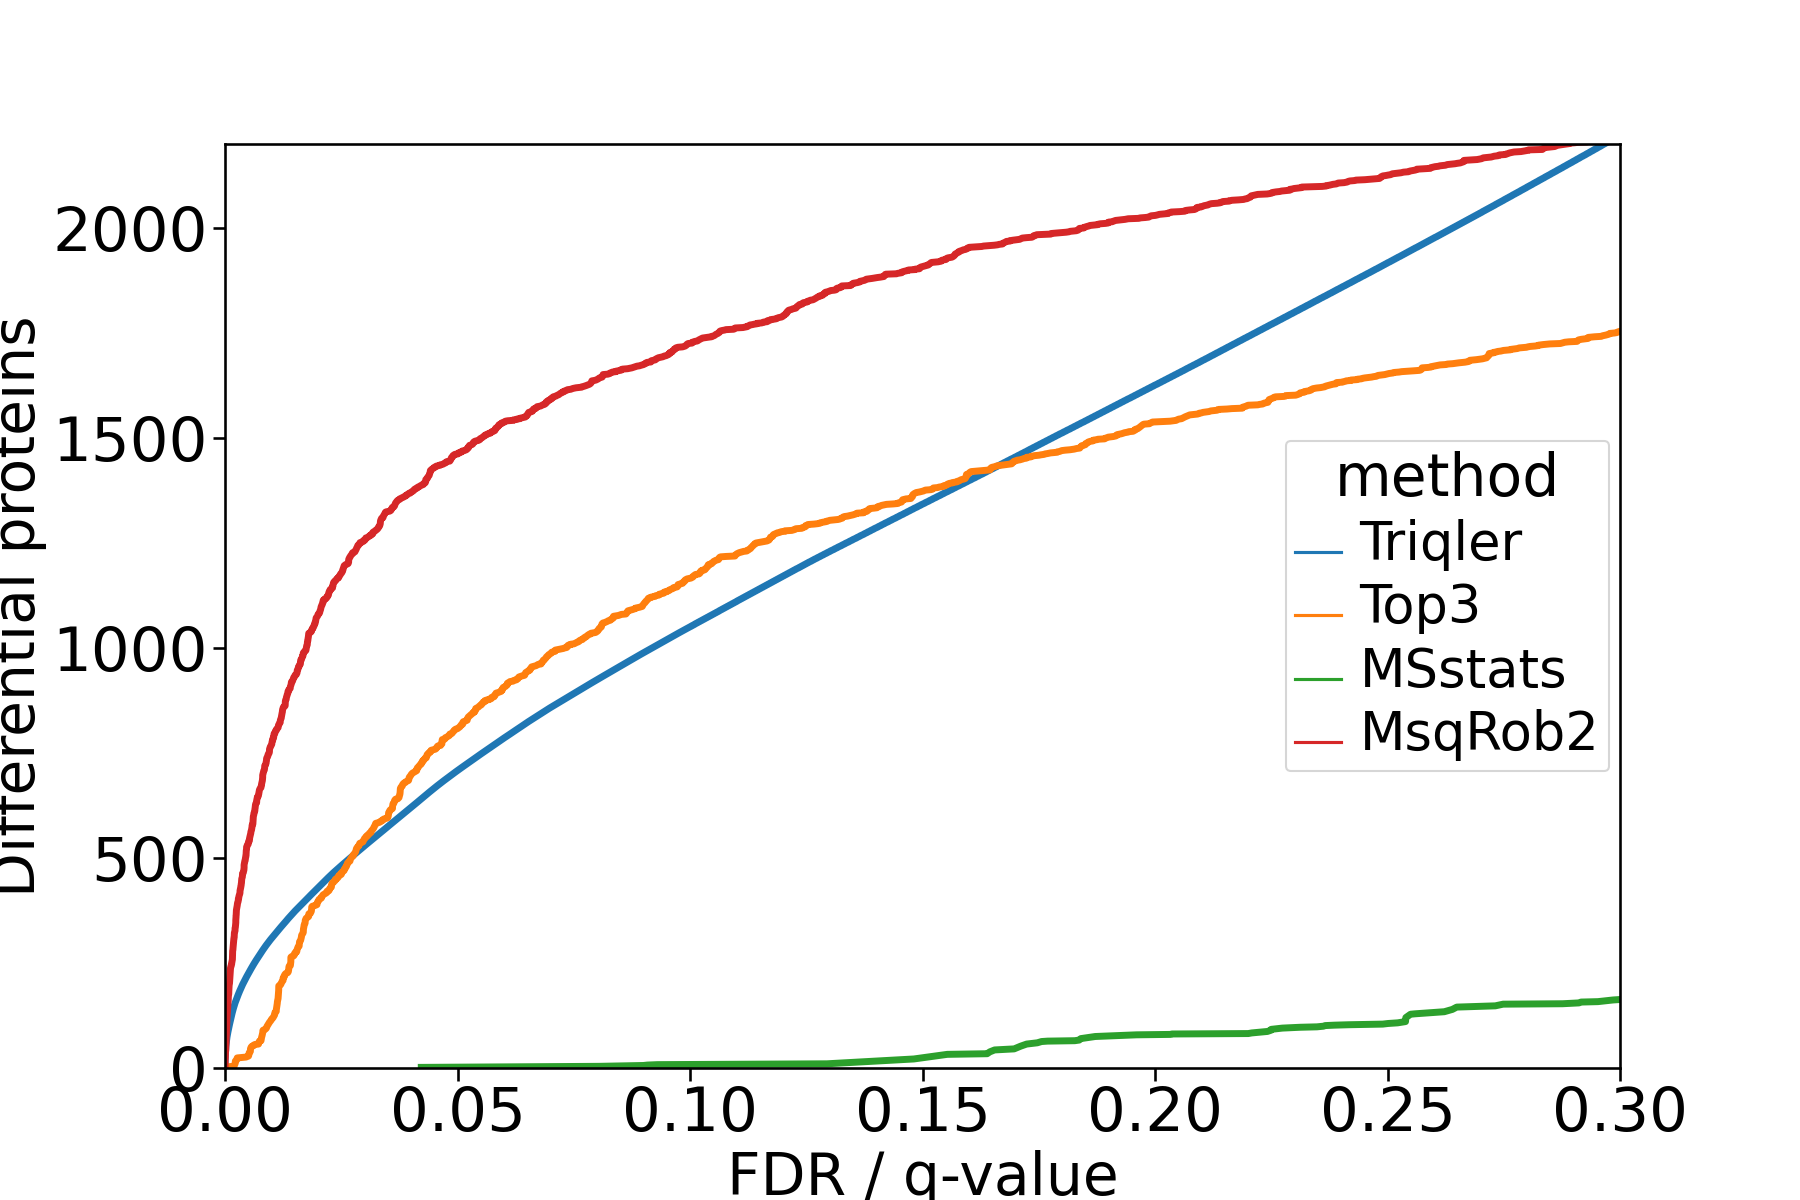 Differential proteins
2000
1500
1000
500
0
0.00 0.05 0.10 0.15 0.20 0.25 0.30
FDR / q-value
method
Triqler
Top3
MSstats
MsqRob2